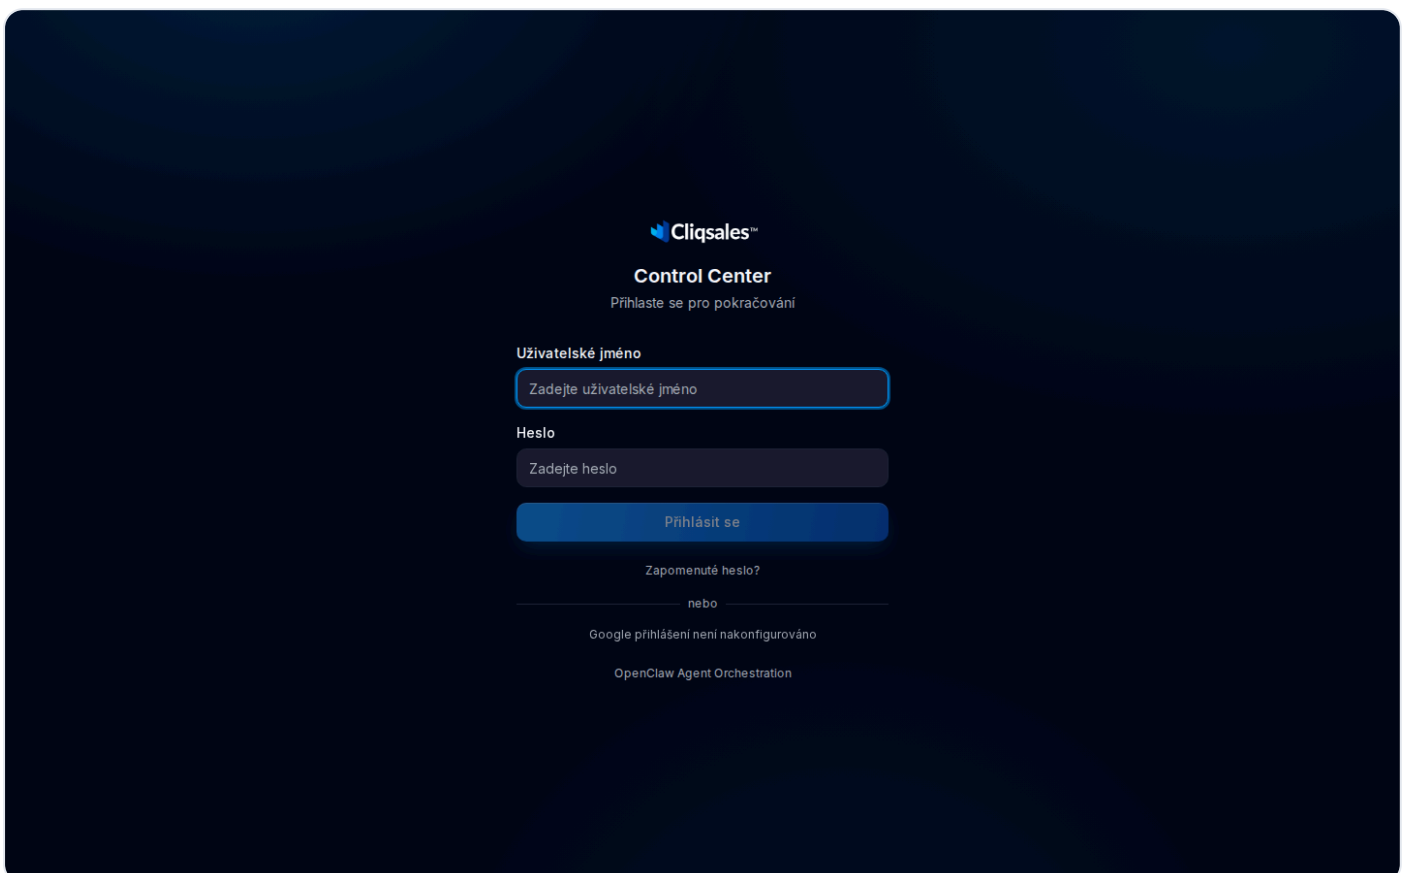 Cliqsales™
Control Center
Přihlaste se pro pokračování
Uživatelské jméno
Zadejte uživatelské jméno
Heslo
Zadejte heslo
Přihlásit se
Zapomenuté heslo?
nebo
Google přihlášení není nakonfigurováno
OpenClaw Agent Orchestration